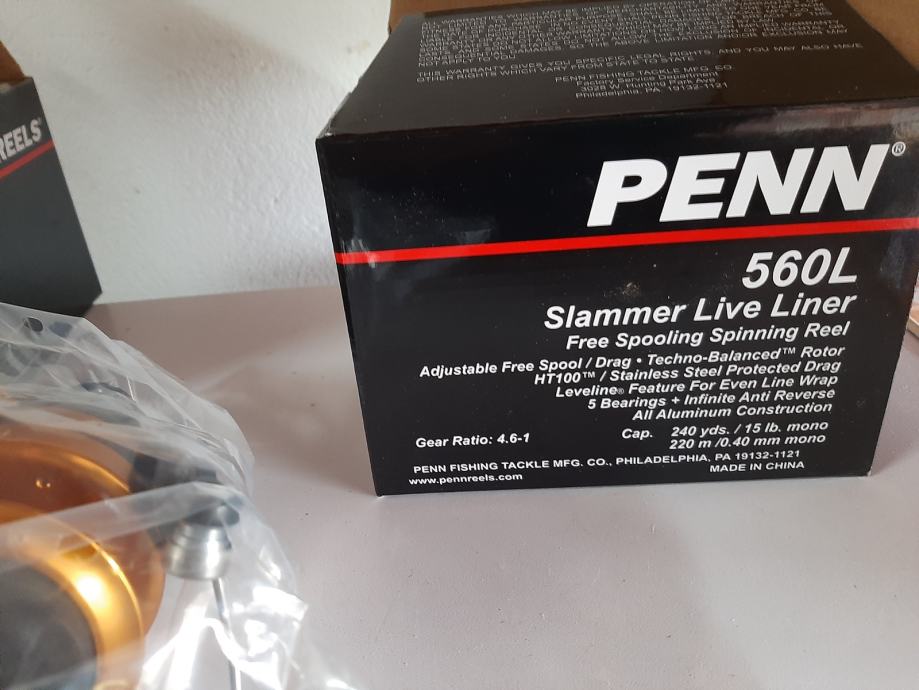 REELS
NOT APPLY TO YOU
THIS WARRANTY GIVES YOU SPECIFIC LEGAL RIGHTS, AND YOU MAY ALSO HAVE
OTHER RIGHTS WHICH VARY FROM STATE TO STATE
PENN FISHING TACKLE MFG. CO.
Factory Service Department
3028 W. Hunting Park Ave.
Philadelphia, PA. 19132-1121
PENN®
560L
Slammer Live Liner
Free Spooling Spinning Reel
Adjustable Free Spool / Drag • Techno-Balanced™ Rotor
HT100™ / Stainless Steel Protected Drag
Leveline® Feature For Even Line Wrap
5 Bearings + Infinite Anti Reverse
All Aluminum Construction
Gear Ratio: 4.6-1
Cap. 240 yds. / 15 lb. mono
220 m /0.40 mm mono
PENN FISHING TACKLE MFG. CO., PHILADELPHIA, PA 19132-1121
www.pennreels.com
MADE IN CHINA